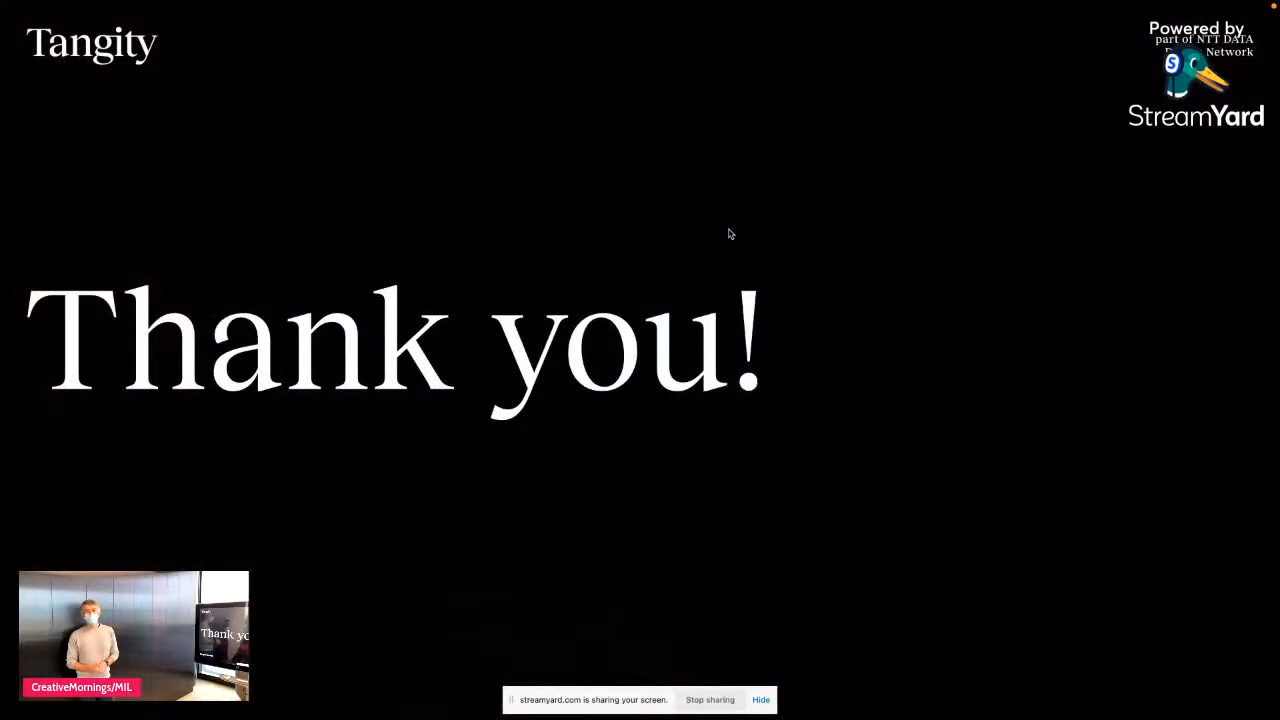 Tangity
Powered by
part of NTT DATA
Network
S
StreamYard
Thank you!
Thank yo
CreativeMornings/MIL
streamyard.com is sharing your screen.
Stop sharing
Hide